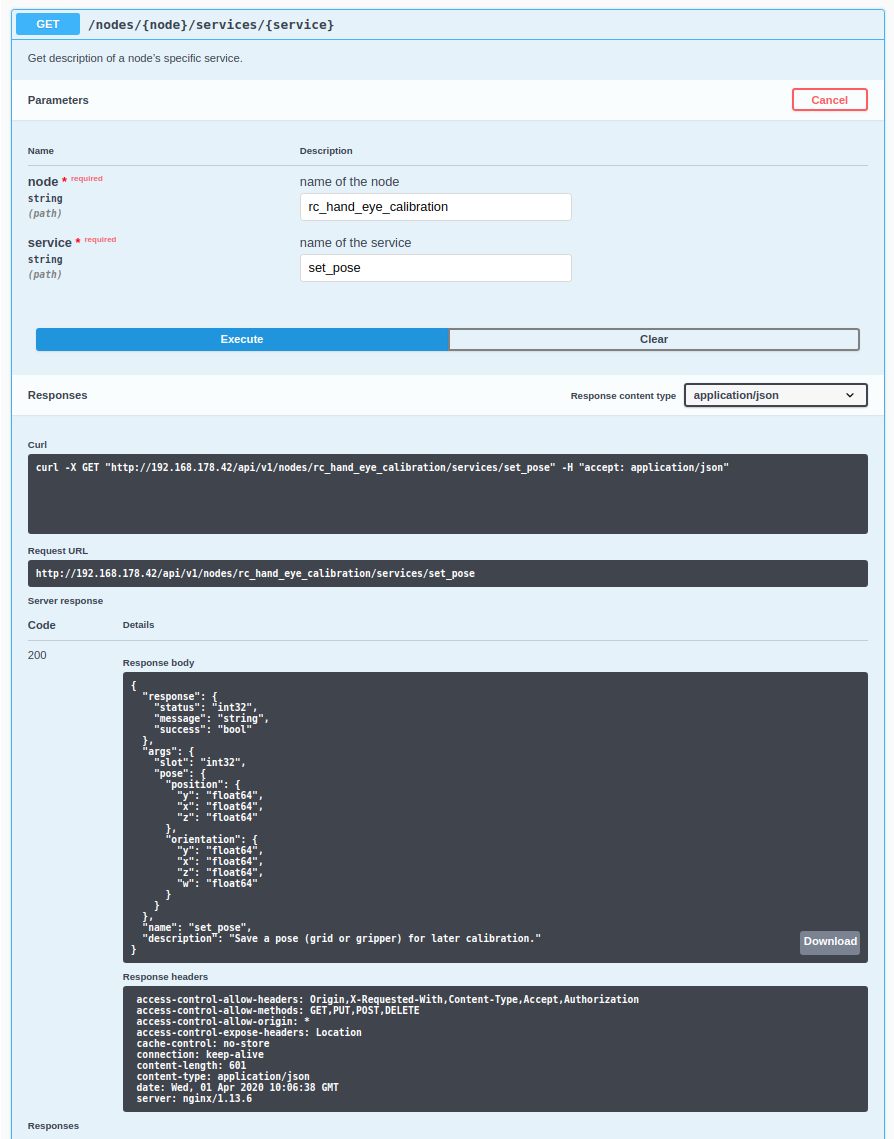 GET /nodes/{node}/services/{service}
Get description of a node's specific service.
Parameters Cancel
Name Description
node * required name of the node
string rc_hand_eye_calibration
(path)
service * required name of the service
string set_pose
(path)
Execute Clear
Responses Response content type application/json
Curl
curl -X GET "http://192.168.178.42/api/v1/nodes/rc_hand_eye_calibration/services/set_pose" -H "accept: application/json"
Request URL
http://192.168.178.42/api/v1/nodes/rc_hand_eye_calibration/services/set_pose
Server response
Code Details
200
Response body
{
  "response": {
    "status": "int32",
    "message": "string",
    "success": "bool"
  },
  "args": {
    "slot": "int32",
    "pose": {
      "position": {
        "y": "float64",
        "x": "float64",
        "z": "float64"
      },
      "orientation": {
        "y": "float64",
        "x": "float64",
        "z": "float64",
        "w": "float64"
      }
    }
  },
  "name": "set_pose",
  "description": "Save a pose (grid or gripper) for later calibration."
}
Download
Response headers
access-control-allow-headers: Origin,X-Requested-With,Content-Type,Accept,Authorization
access-control-allow-methods: GET,PUT,POST,DELETE
access-control-allow-origin: *
access-control-expose-headers: Location
cache-control: no-store
connection: keep-alive
content-length: 601
content-type: application/json
date: Wed, 01 Apr 2020 10:06:38 GMT
server: nginx/1.13.6
Responses